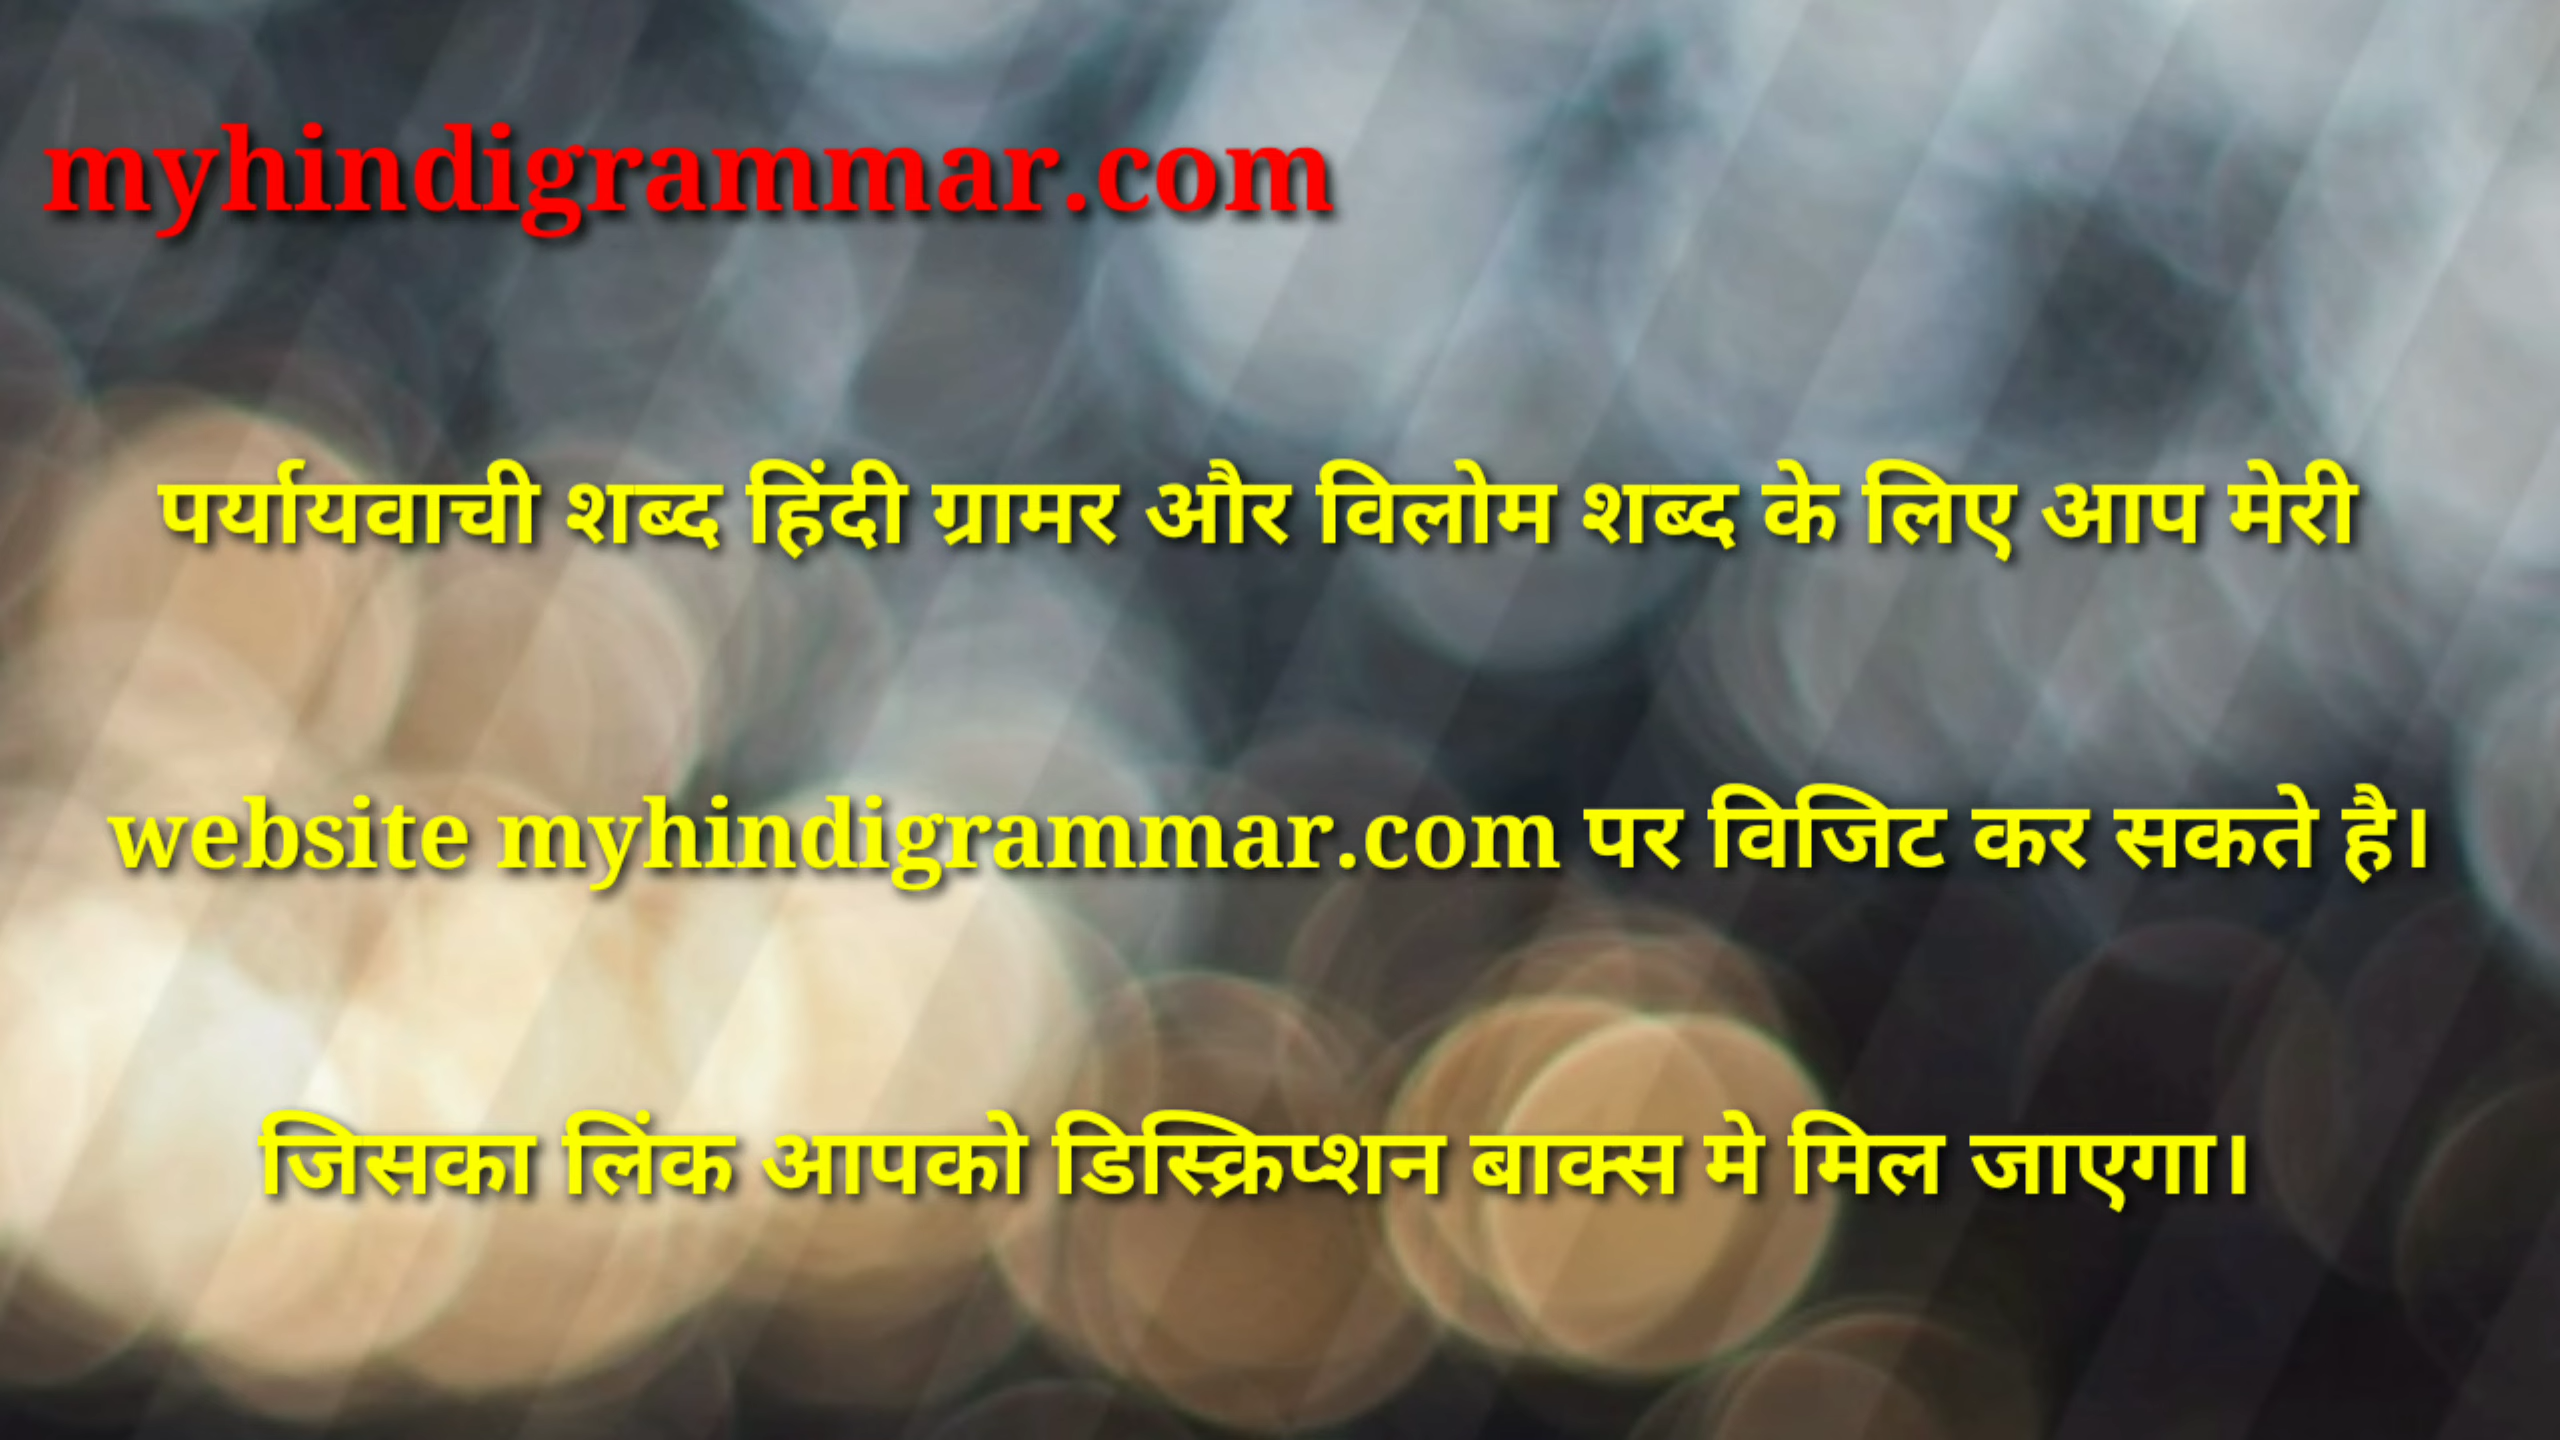 myhindigrammar.com
पर्यायवाची शब्द हिंदी ग्रामर और विलोम शब्द के लिए आप मेरी
website myhindigrammar.com पर विजिट कर सकते है।
जिसका लिंक आपको डिस्क्रिप्शन बाक्स मे मिल जाएगा।